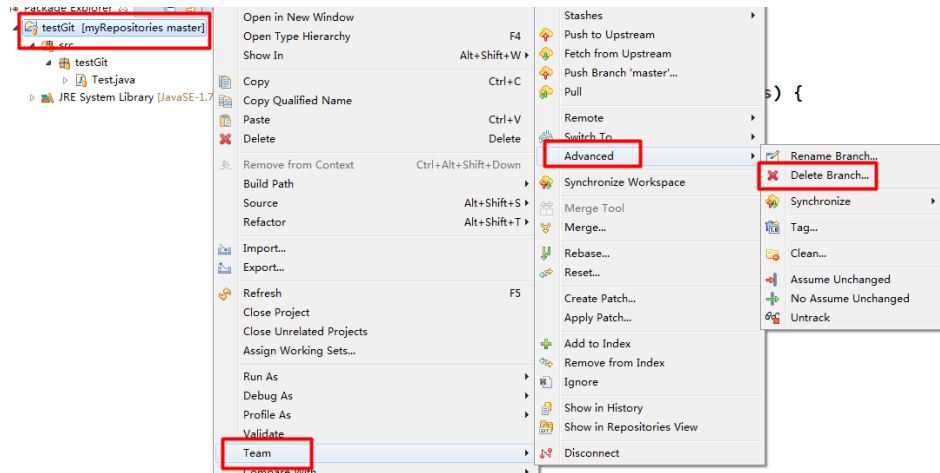 Package Explorer
testGit [myRepositories master]
src
testGit
Test.java
JRE System Library [JavaSE-1.7
Open in New Window
Open Type Hierarchy F4
Show In Alt+Shift+W
Copy Ctrl+C
Copy Qualified Name
Paste Ctrl+V
Delete Delete
Remove from Context Ctrl+Alt+Shift+Down
Build Path
Source Alt+Shift+S
Refactor Alt+Shift+T
Import...
Export...
Refresh F5
Close Project
Close Unrelated Projects
Assign Working Sets...
Run As
Debug As
Profile As
Validate
Team
Compare With
Stashes
Push to Upstream
Fetch from Upstream
Push Branch 'master'...
Pull
Remote
Switch To
Advanced
Synchronize Workspace
Merge Tool
Merge...
Rebase...
Reset...
Create Patch...
Apply Patch...
Add to Index
Remove from Index
Ignore
Show in History
Show in Repositories View
Disconnect
s) {
Rename Branch...
Delete Branch...
Synchronize
Tag...
Clean...
Assume Unchanged
No Assume Unchanged
Untrack